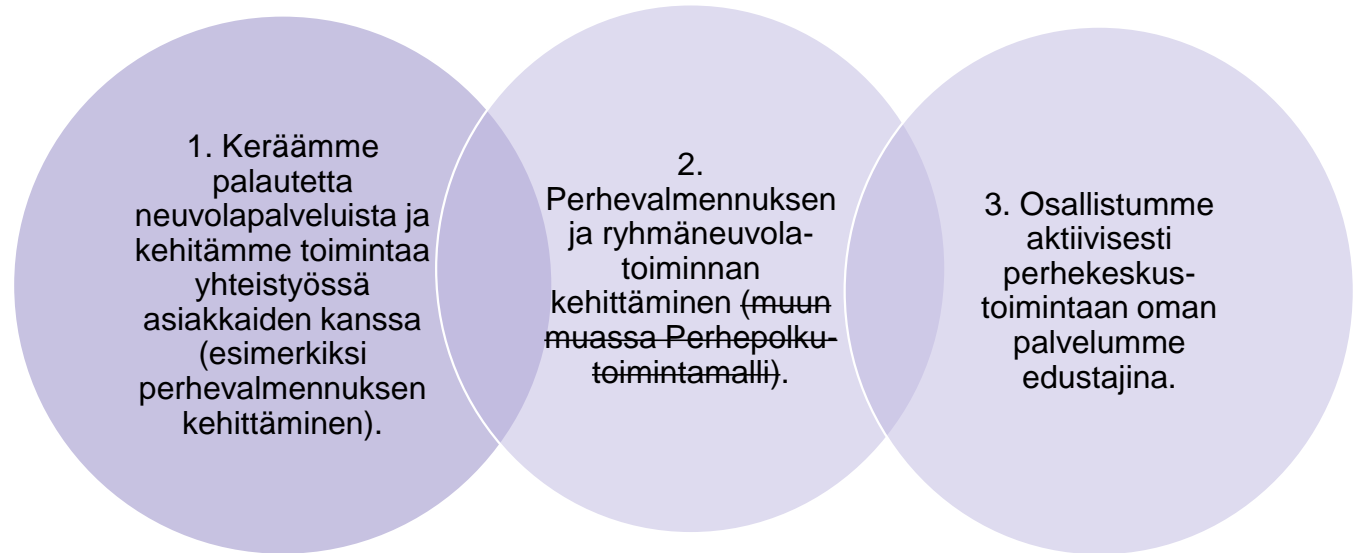 1. Keräämme
palautetta
neuvolapalveluista ja
kehitämme toimintaa
yhteistyössä
asiakkaiden kanssa
(esimerkiksi
perhevalmennuksen
kehittäminen).
2.
Perhevalmennuksen
ja ryhmäneuvola-
toiminnan
kehittäminen (muun
muassa Perhepolku-
toimintamalli).
3. Osallistumme
aktiivisesti
perhekeskus-
toimintaan oman
palvelumme
edustajina.